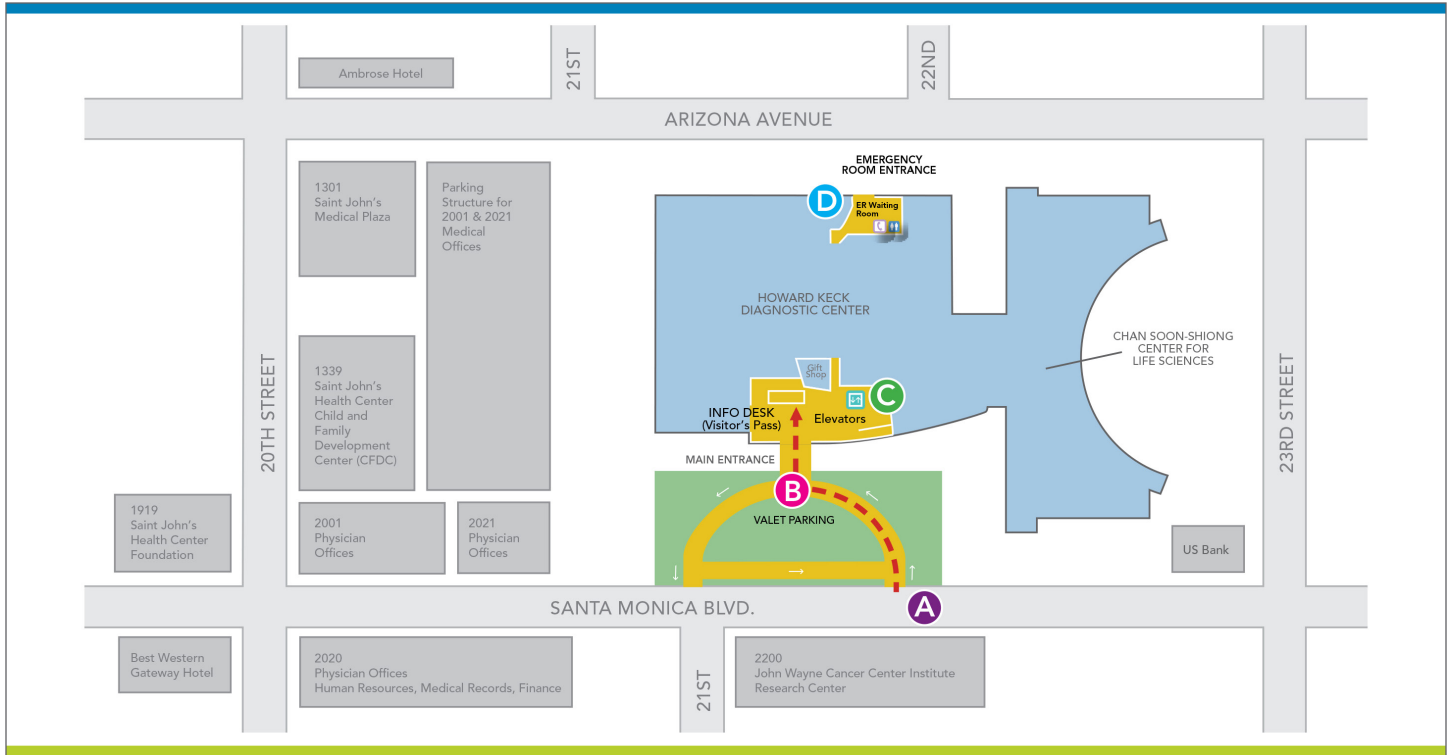 21ST
22ND
Ambrose Hotel
ARIZONA AVENUE
EMERGENCY
ROOM ENTRANCE
1301
Saint John's
Medical Plaza
Parking
Structure for
2001 & 2021
Medical
Offices
D
ER Waiting
Room
HOWARD KECK
DIAGNOSTIC CENTER
CHAN SOON-SHIONG
CENTER FOR
LIFE SCIENCES
20TH STREET
23RD STREET
1339
Saint John's
Health Center
Child and
Family
Development
Center (CFDC)
Gift
Shop
C
INFO DESK
(Visitor's Pass)
Elevators
MAIN ENTRANCE
B
VALET PARKING
1919
Saint John's
Health Center
Foundation
2001
Physician
Offices
2021
Physician
Offices
US Bank
SANTA MONICA BLVD.
A
Best Western
Gateway Hotel
2020
Physician Offices
Human Resources, Medical Records, Finance
21ST
2200
John Wayne Cancer Center Institute
Research Center